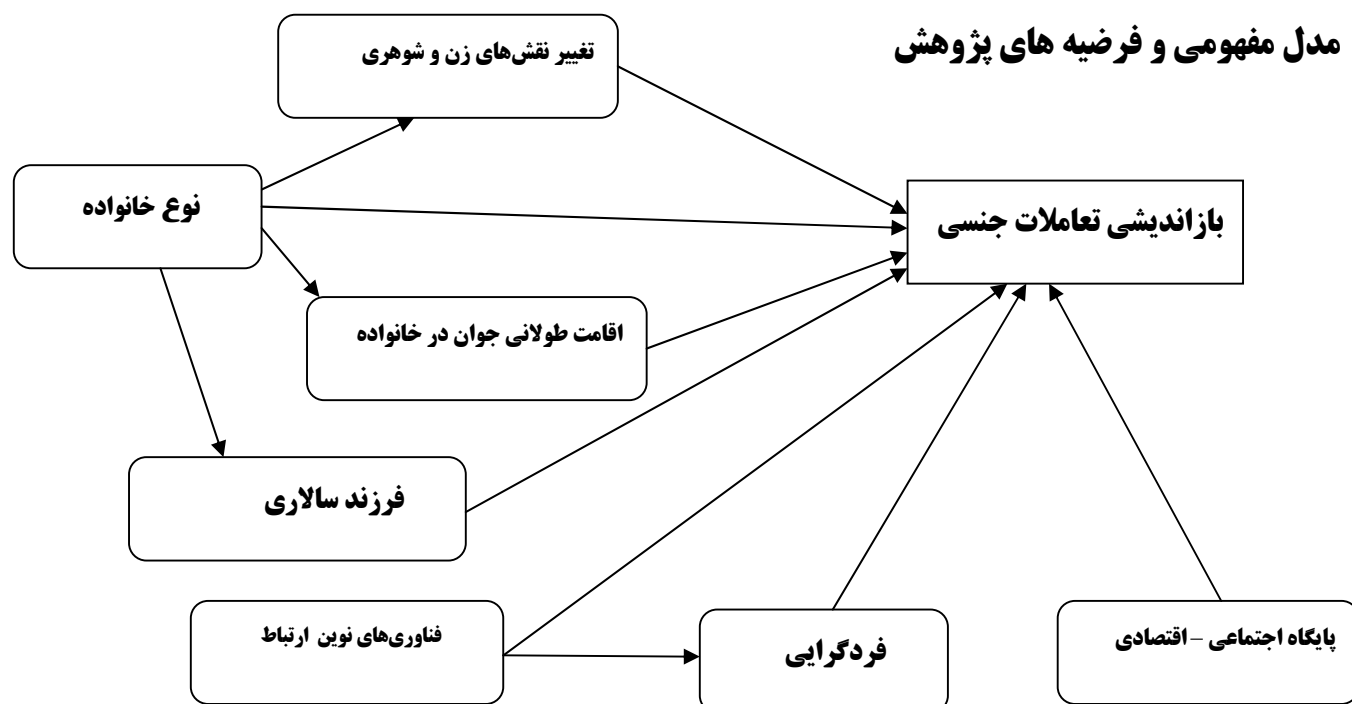 مدل مفهومی و فرضیه های پژوهش
تغییر نقش‌های زن و شوهری
نوع خانواده
بازاندیشی تعاملات جنسی
اقامت طولانی جوان در خانواده
فرزند سالاری
فناوری‌های نوین ارتباط
فردگرایی
پایگاه اجتماعی – اقتصادی